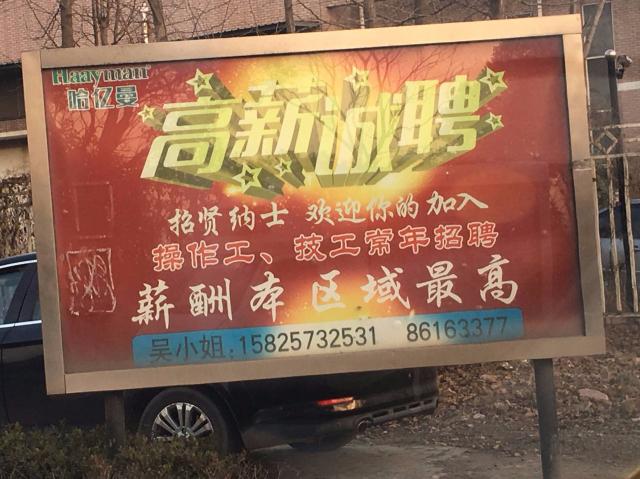 Haayman
哈亿曼
高薪诚聘
招贤纳士 欢迎你的加入
操作工、技工常年招聘
薪酬本区域最高
吴小姐:15825732531 86163377